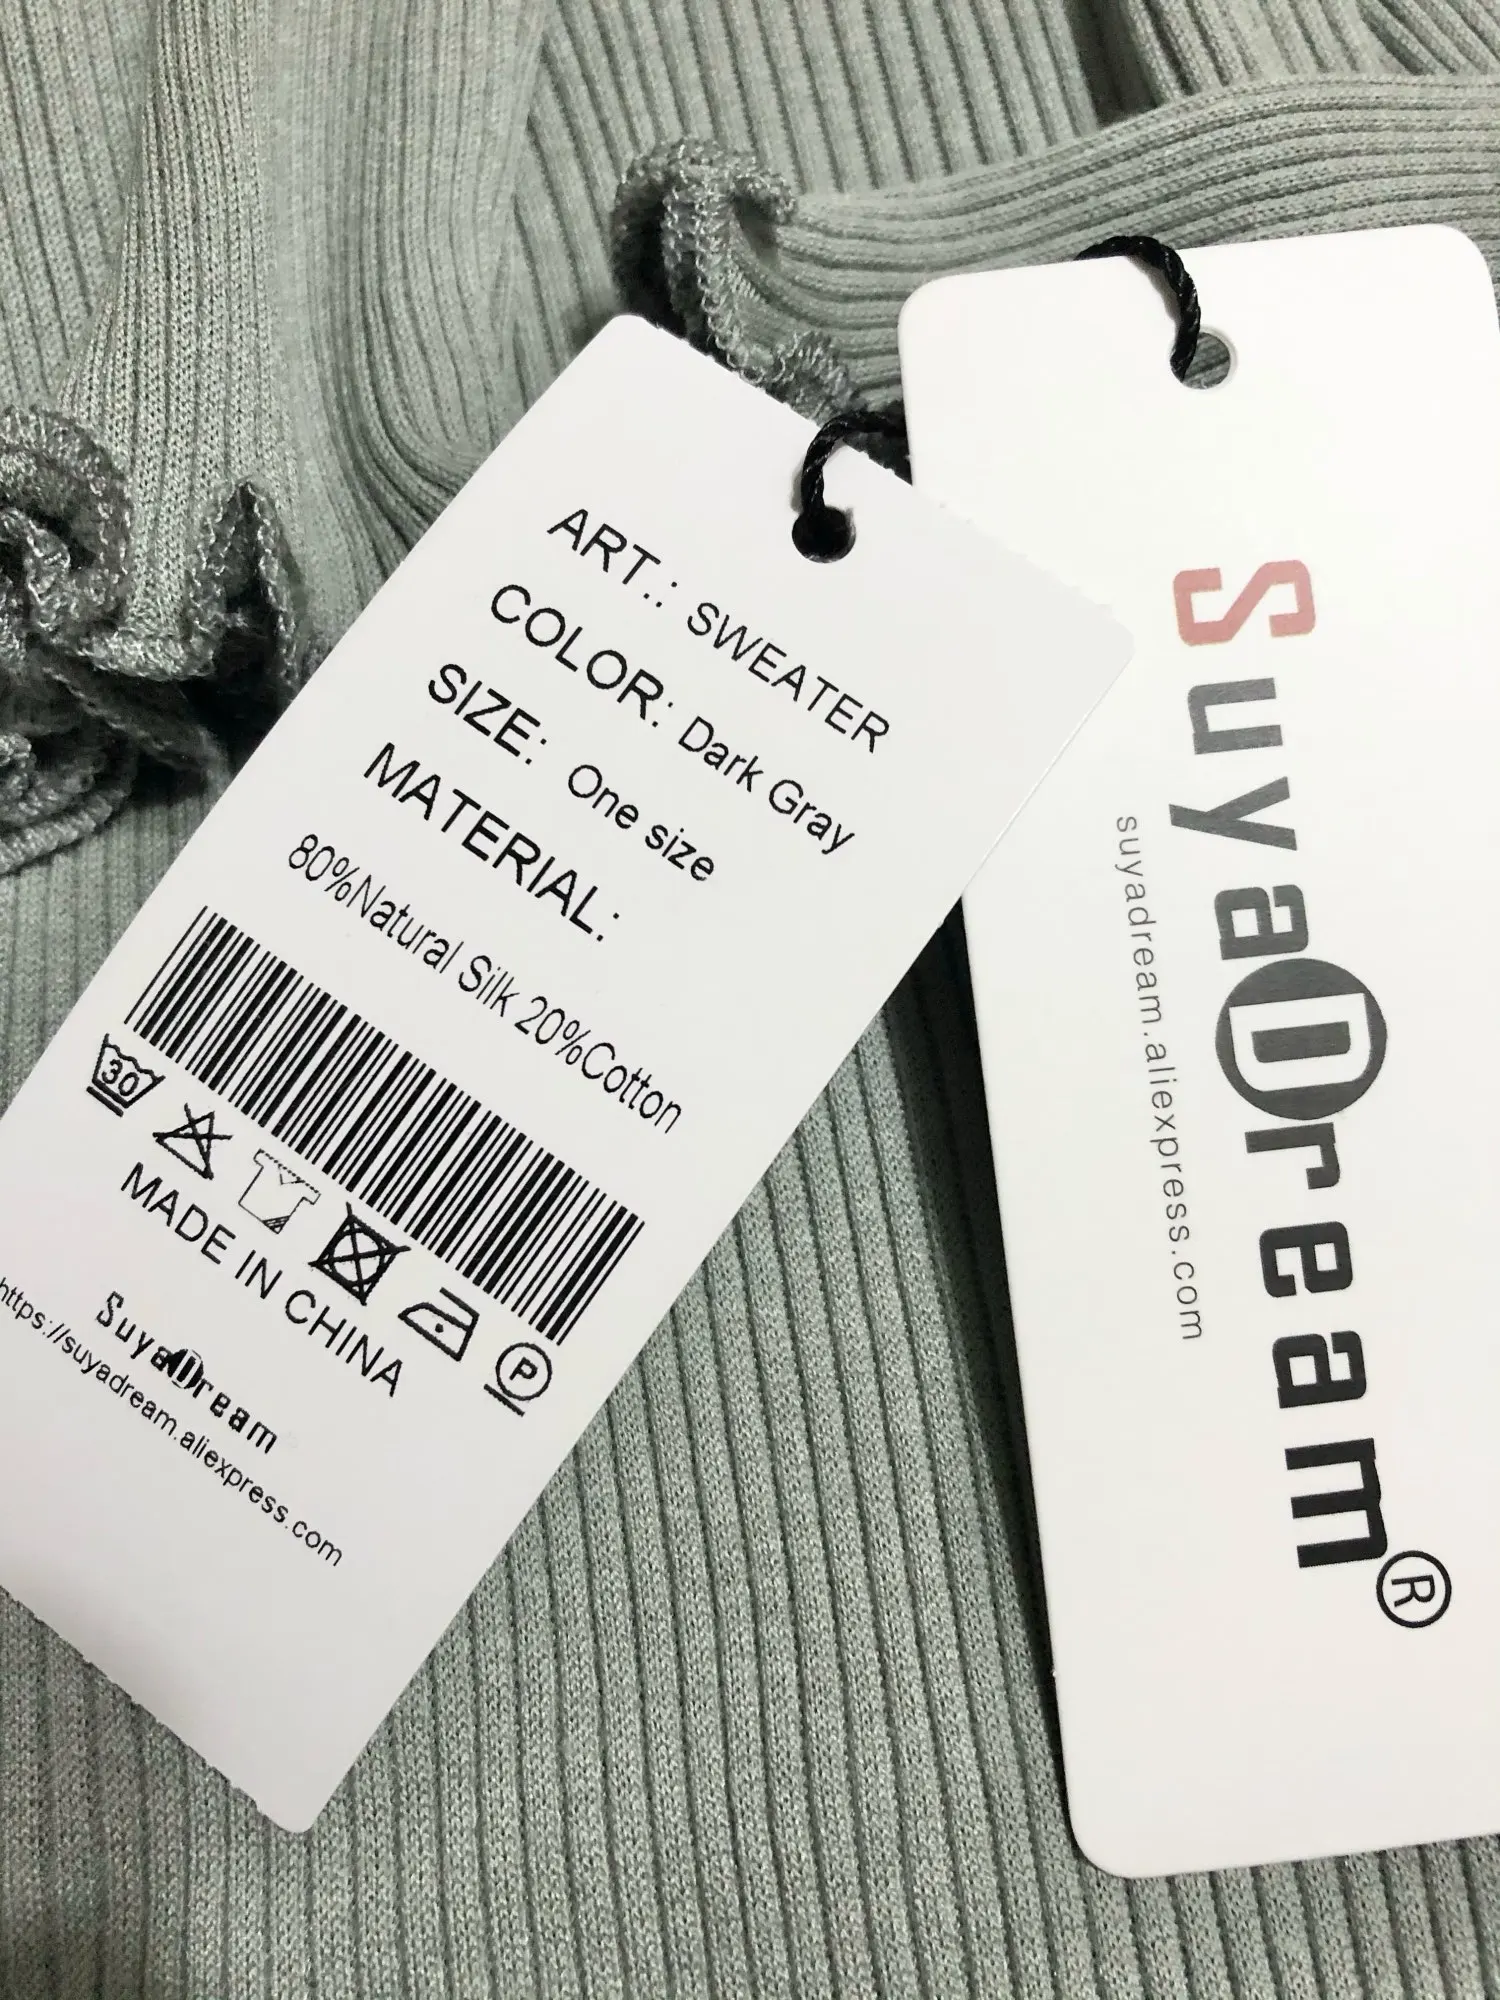 ART.: SWEATER
COLOR: Dark Gray
SIZE: One size
MATERIAL:
80%Natural Silk 20%Cotton
30
P
MADE IN CHINA
SuyaDream
https://suyadream.aliexpress.com
SuyaDream®
suyadream.aliexpress.com